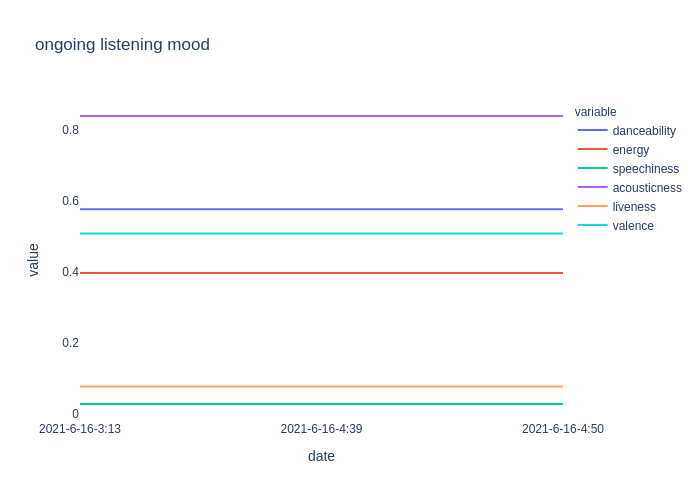 ongoing listening mood
variable
danceability
energy
speechiness
acousticness
liveness
valence
value
0.8
0.6
0.4
0.2
0
2021-6-16-3:13
2021-6-16-4:39
2021-6-16-4:50
date